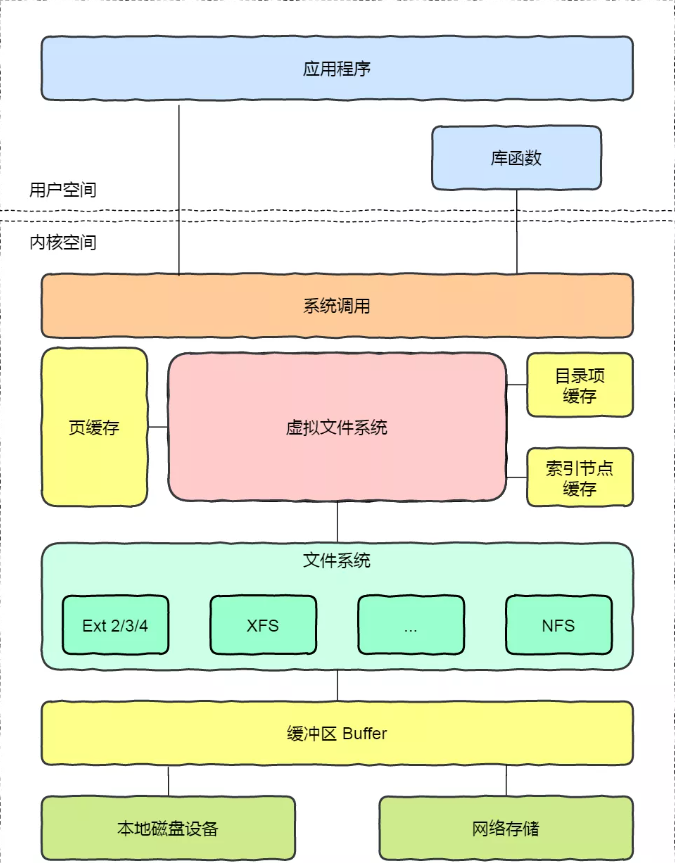 应用程序
库函数
用户空间
内核空间
系统调用
页缓存
虚拟文件系统
目录项
缓存
索引节点
缓存
文件系统
Ext 2/3/4
XFS
...
NFS
缓冲区 Buffer
本地磁盘设备
网络存储